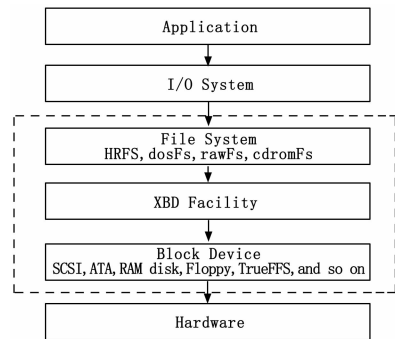 Application
I/O System
File System
HRFS, dosFs, rawFs, cdromFs
XBD Facility
Block Device
SCSI, ATA, RAM disk, Floppy, TrueFFS, and so on
Hardware